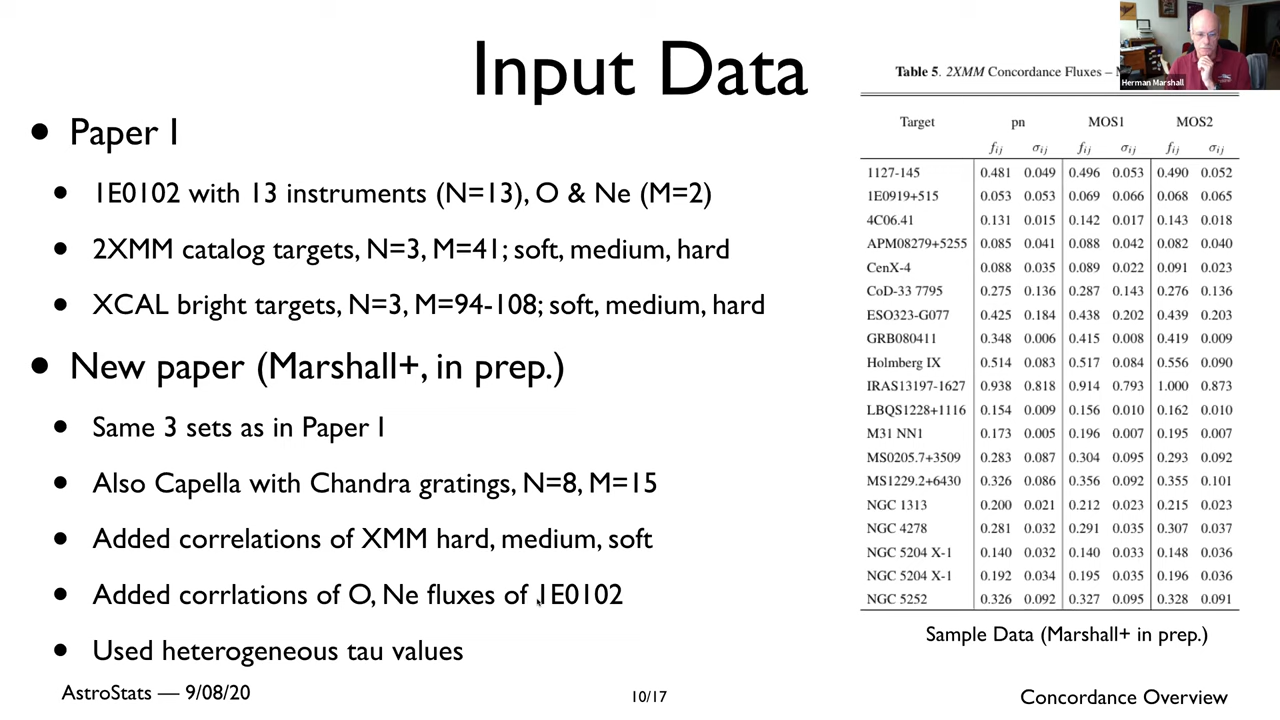 Input Data
• Paper I
• 1E0102 with 13 instruments (N=13), O & Ne (M=2)
• 2XMM catalog targets, N=3, M=41; soft, medium, hard
• XCAL bright targets, N=3, M=94-108; soft, medium, hard
• New paper (Marshall+, in prep.)
• Same 3 sets as in Paper I
• Also Capella with Chandra gratings, N=8, M=15
• Added correlations of XMM hard, medium, soft
• Added corrlations of O, Ne fluxes of 1E0102
• Used heterogeneous tau values
Table 5. 2XMM Concordance Fluxes –
Herman Marshall
Target pn MOS1 MOS2
fij σij fij σij fij σij
1127-145 0.481 0.049 0.496 0.053 0.490 0.052
1E0919+515 0.053 0.053 0.069 0.066 0.068 0.065
4C06.41 0.131 0.015 0.142 0.017 0.143 0.018
APM08279+5255 0.085 0.041 0.088 0.042 0.082 0.040
CenX-4 0.088 0.035 0.089 0.022 0.091 0.023
CoD-33 7795 0.275 0.136 0.287 0.143 0.276 0.136
ESO323-G077 0.425 0.184 0.438 0.202 0.439 0.203
GRB080411 0.348 0.006 0.415 0.008 0.419 0.009
Holmberg IX 0.514 0.083 0.517 0.084 0.556 0.090
IRAS13197-1627 0.938 0.818 0.914 0.793 1.000 0.873
LBQS1228+1116 0.154 0.009 0.156 0.010 0.162 0.010
M31 NN1 0.173 0.005 0.196 0.007 0.195 0.007
MS0205.7+3509 0.283 0.087 0.304 0.095 0.293 0.092
MS1229.2+6430 0.326 0.086 0.356 0.092 0.355 0.101
NGC 1313 0.200 0.021 0.212 0.023 0.215 0.023
NGC 4278 0.281 0.032 0.291 0.035 0.307 0.037
NGC 5204 X-1 0.140 0.032 0.140 0.033 0.148 0.036
NGC 5204 X-1 0.192 0.034 0.195 0.035 0.196 0.036
NGC 5252 0.326 0.092 0.327 0.095 0.328 0.091
Sample Data (Marshall+ in prep.)
AstroStats — 9/08/20
10/17
Concordance Overview